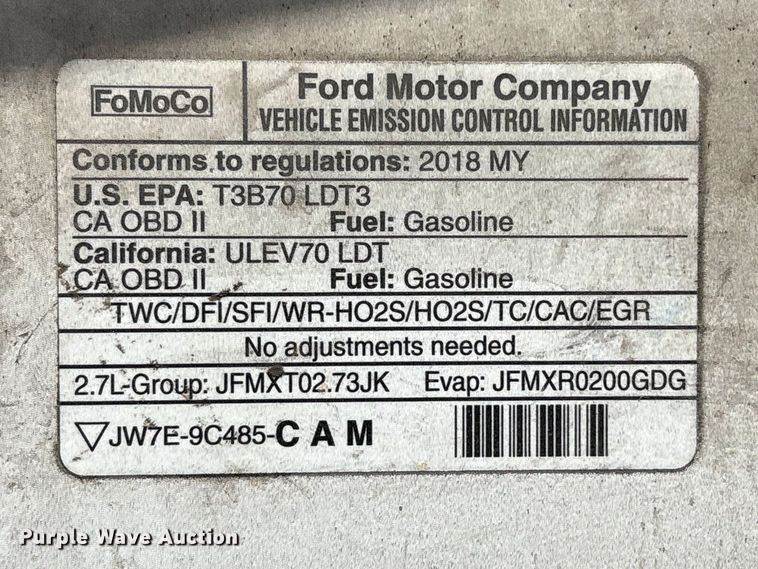 FoMoCo
Ford Motor Company
VEHICLE EMISSION CONTROL INFORMATION
Conforms to regulations: 2018 MY
U.S. EPA: T3B70 LDT3
CA OBD II Fuel: Gasoline
California: ULEV70 LDT
CA OBD II Fuel: Gasoline
TWC/DFI/SFI/WR-HO2S/HO2S/TC/CAC/EGR
No adjustments needed.
2.7L-Group: JFMXT02.73JK Evap: JFMXR0200GDG
JW7E-9C485-CAM
Purple Wave Auction